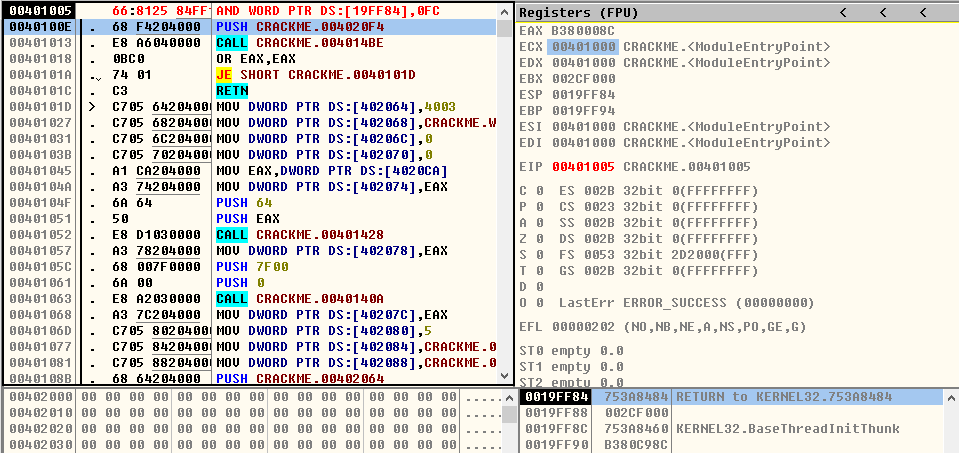 00401005 66:8125 84FF AND WORD PTR DS:[19FF84],0FC
0040100E . 68 F4204000 PUSH CRACKME.004020F4
00401013 . E8 A6040000 CALL CRACKME.004014BE
00401018 . 0BC0 OR EAX,EAX
0040101A . 74 01 JE SHORT CRACKME.0040101D
0040101C . C3 RETN
0040101D > C705 64204000 MOV DWORD PTR DS:[402064],4003
00401027 . C705 68204000 MOV DWORD PTR DS:[402068],CRACKME.W
00401031 . C705 6C204000 MOV DWORD PTR DS:[40206C],0
0040103B . C705 70204000 MOV DWORD PTR DS:[402070],0
00401045 . A1 CA204000 MOV EAX,DWORD PTR DS:[4020CA]
0040104A . A3 74204000 MOV DWORD PTR DS:[402074],EAX
0040104F . 6A 64 PUSH 64
00401051 . 50 PUSH EAX
00401052 . E8 D1030000 CALL CRACKME.00401428
00401057 . A3 78204000 MOV DWORD PTR DS:[402078],EAX
0040105C . 68 007F0000 PUSH 7F00
00401061 . 6A 00 PUSH 0
00401063 . E8 A2030000 CALL CRACKME.0040140A
00401068 . A3 7C204000 MOV DWORD PTR DS:[40207C],EAX
0040106D . C705 80204000 MOV DWORD PTR DS:[402080],5
00401077 . C705 84204000 MOV DWORD PTR DS:[402084],CRACKME.0
00401081 . C705 88204000 MOV DWORD PTR DS:[402088],CRACKME.0
0040108B . 68 64204000 PUSH CRACKME.00402064
Registers (FPU) < < <
EAX B380008C
ECX 00401000 CRACKME.<ModuleEntryPoint>
EDX 00401000 CRACKME.<ModuleEntryPoint>
EBX 002CF000
ESP 0019FF84
EBP 0019FF94
ESI 00401000 CRACKME.<ModuleEntryPoint>
EDI 00401000 CRACKME.<ModuleEntryPoint>
EIP 00401005 CRACKME.00401005
C 0 ES 002B 32bit 0(FFFFFFFF)
P 0 CS 0023 32bit 0(FFFFFFFF)
A 0 SS 002B 32bit 0(FFFFFFFF)
Z 0 DS 002B 32bit 0(FFFFFFFF)
S 0 FS 0053 32bit 2D2000(FFF)
T 0 GS 002B 32bit 0(FFFFFFFF)
D 0
O 0 LastErr ERROR_SUCCESS (00000000)
EFL 00000202 (NO,NB,NE,A,NS,PO,GE,G)
ST0 empty 0.0
ST1 empty 0.0
ST2 empty 0.0
00402000 00 00 00 00 00 00 00 00 00 00 00 00 00 00 00 00 .....
00402010 00 00 00 00 00 00 00 00 00 00 00 00 00 00 00 00 .....
00402020 00 00 00 00 00 00 00 00 00 00 00 00 00 00 00 00 .....
00402030 00 00 00 00 00 00 00 00 00 00 00 00 00 00 00 00 .....
0019FF84 753A8484 RETURN to KERNEL32.753A8484
0019FF88 002CF000
0019FF8C 753A8460 KERNEL32.BaseThreadInitThunk
0019FF90 B380C98C